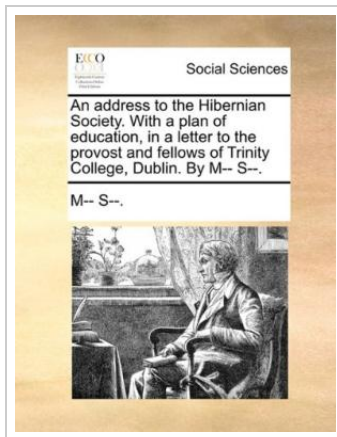 ECCO
Social Sciences
An address to the Hibernian
Society. With a plan of
education, in a letter to the
provost and fellows of Trinity
College, Dublin. By M-- S--.
M-- S--.